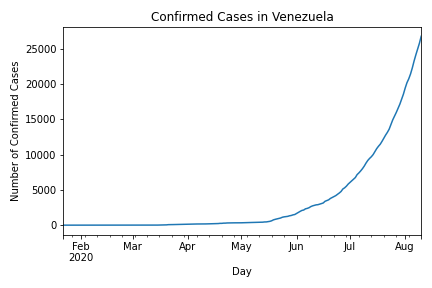 Confirmed Cases in Venezuela
Number of Confirmed Cases
25000
20000
15000
10000
5000
0
Feb Mar Apr May Jun Jul Aug
2020
Day